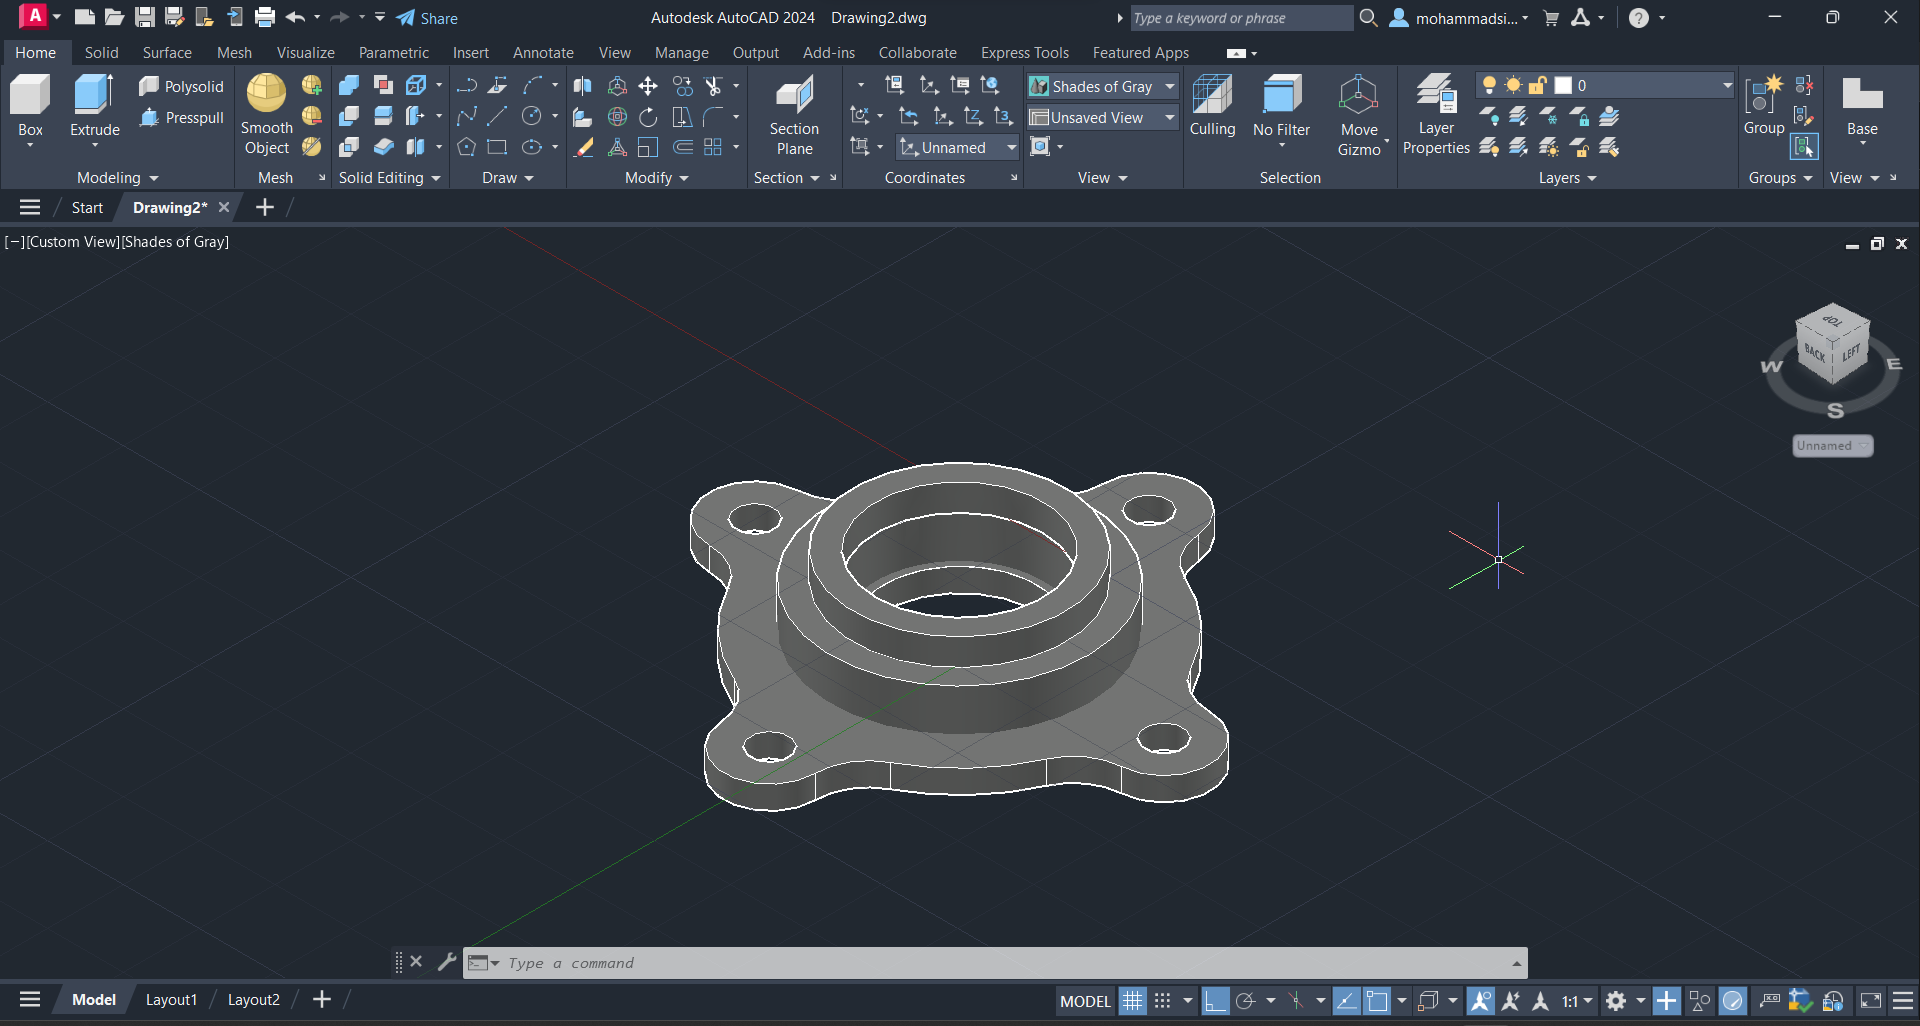 A Share Autodesk AutoCAD 2024 Drawing2.dwg Type a keyword or phrase mohammadsi... ?
Home Solid Surface Mesh Visualize Parametric Insert Annotate View Manage Output Add-ins Collaborate Express Tools Featured Apps
Box Extrude Polysolid Presspull Smooth Object Section Plane Shades of Gray Unsaved View Unnamed Culling No Filter Move Gizmo Layer Properties 0 Group Base
Modeling Mesh Solid Editing Draw Modify Section Coordinates View Selection Layers Groups View
Start Drawing2*
[−][Custom View][Shades of Gray]
TOP
BACK LEFT
W E
S
Unnamed
Type a command
Model Layout1 Layout2 MODEL 1:1